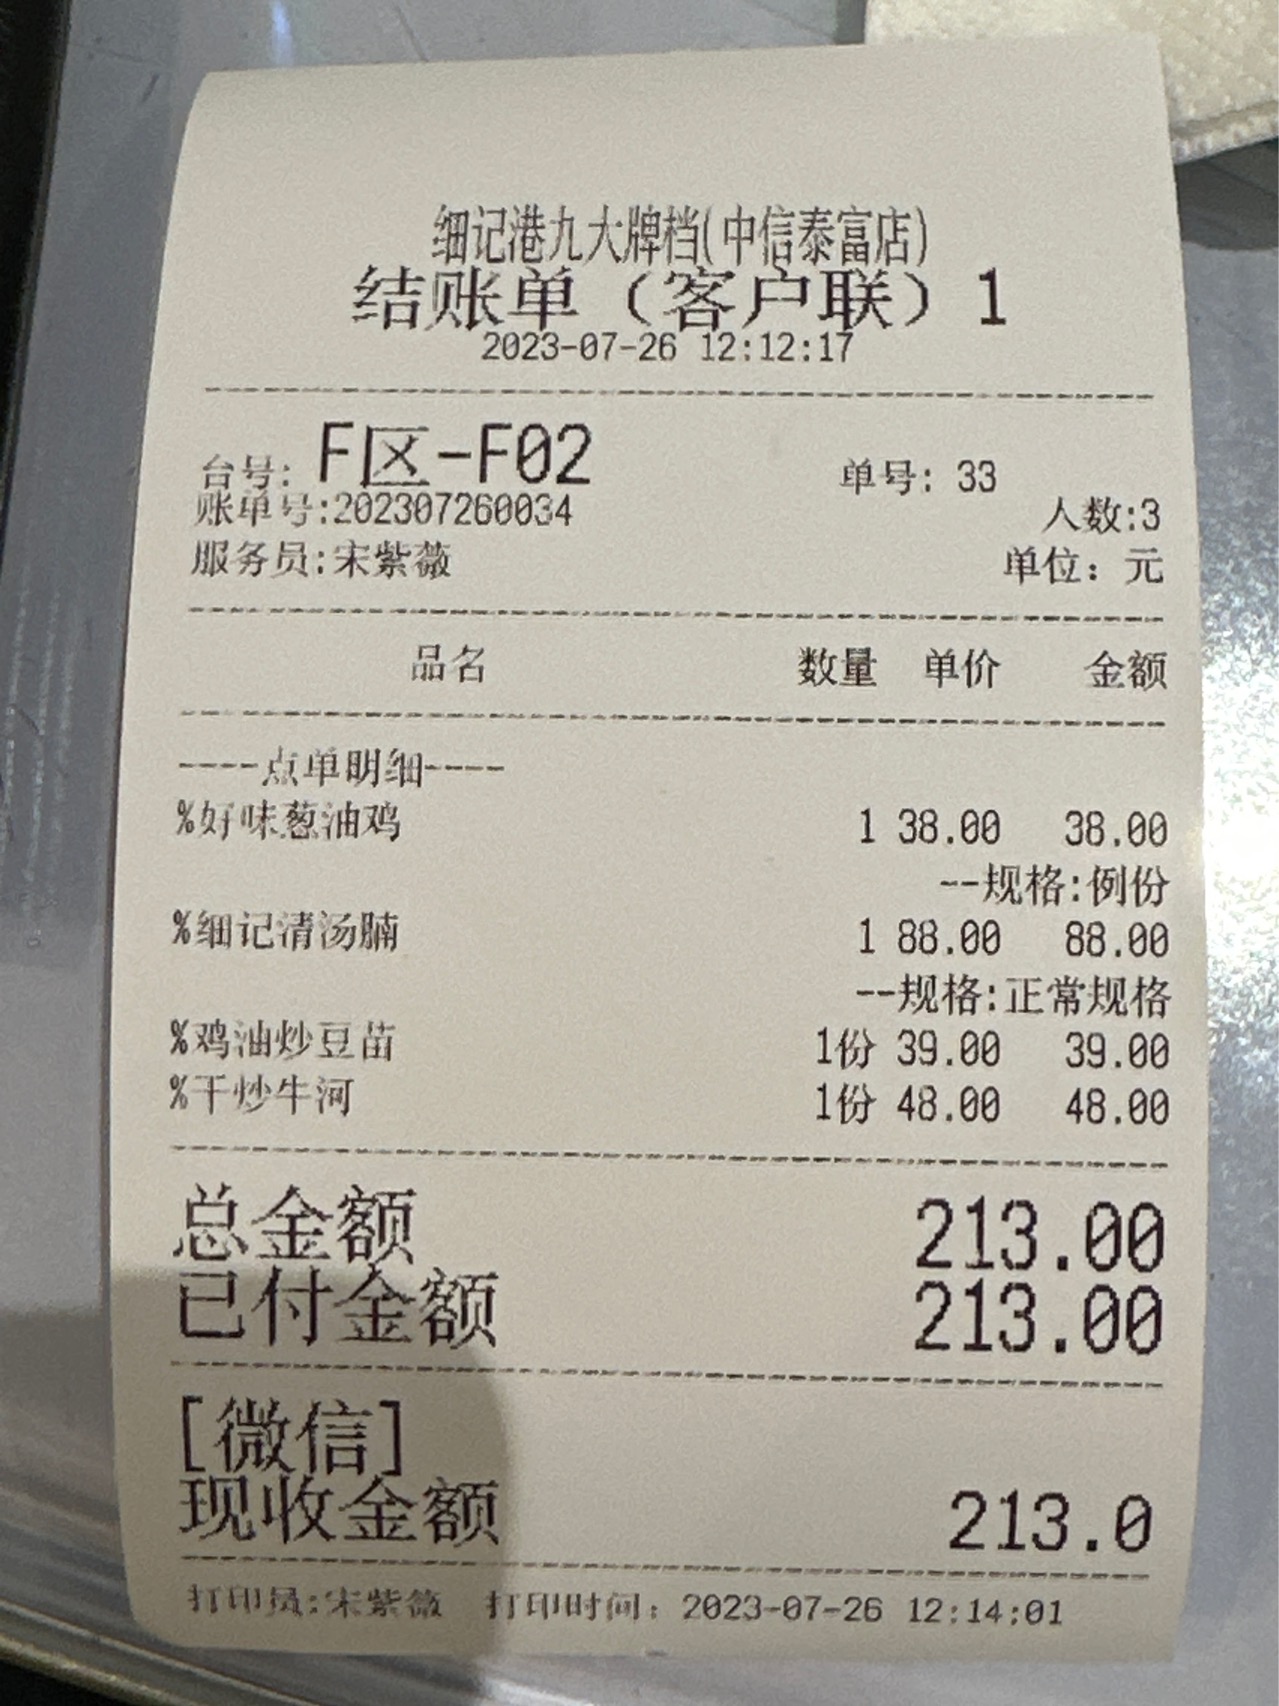 细记港九大牌档(中信泰富店)
结账单（客户联）1
2023-07-26 12:12:17
台号: F区-F02 单号: 33
账单号:202307260034 人数:3
服务员:宋紫薇 单位：元
品名 数量 单价 金额
----点单明细----
%好味葱油鸡 1 38.00 38.00
--规格:例份
%细记清汤腩 1 88.00 88.00
--规格:正常规格
%鸡油炒豆苗 1份 39.00 39.00
%干炒牛河 1份 48.00 48.00
总金额 213.00
已付金额 213.00
[微信]
现收金额 213.0
打印员:宋紫薇 打印时间：2023-07-26 12:14:01